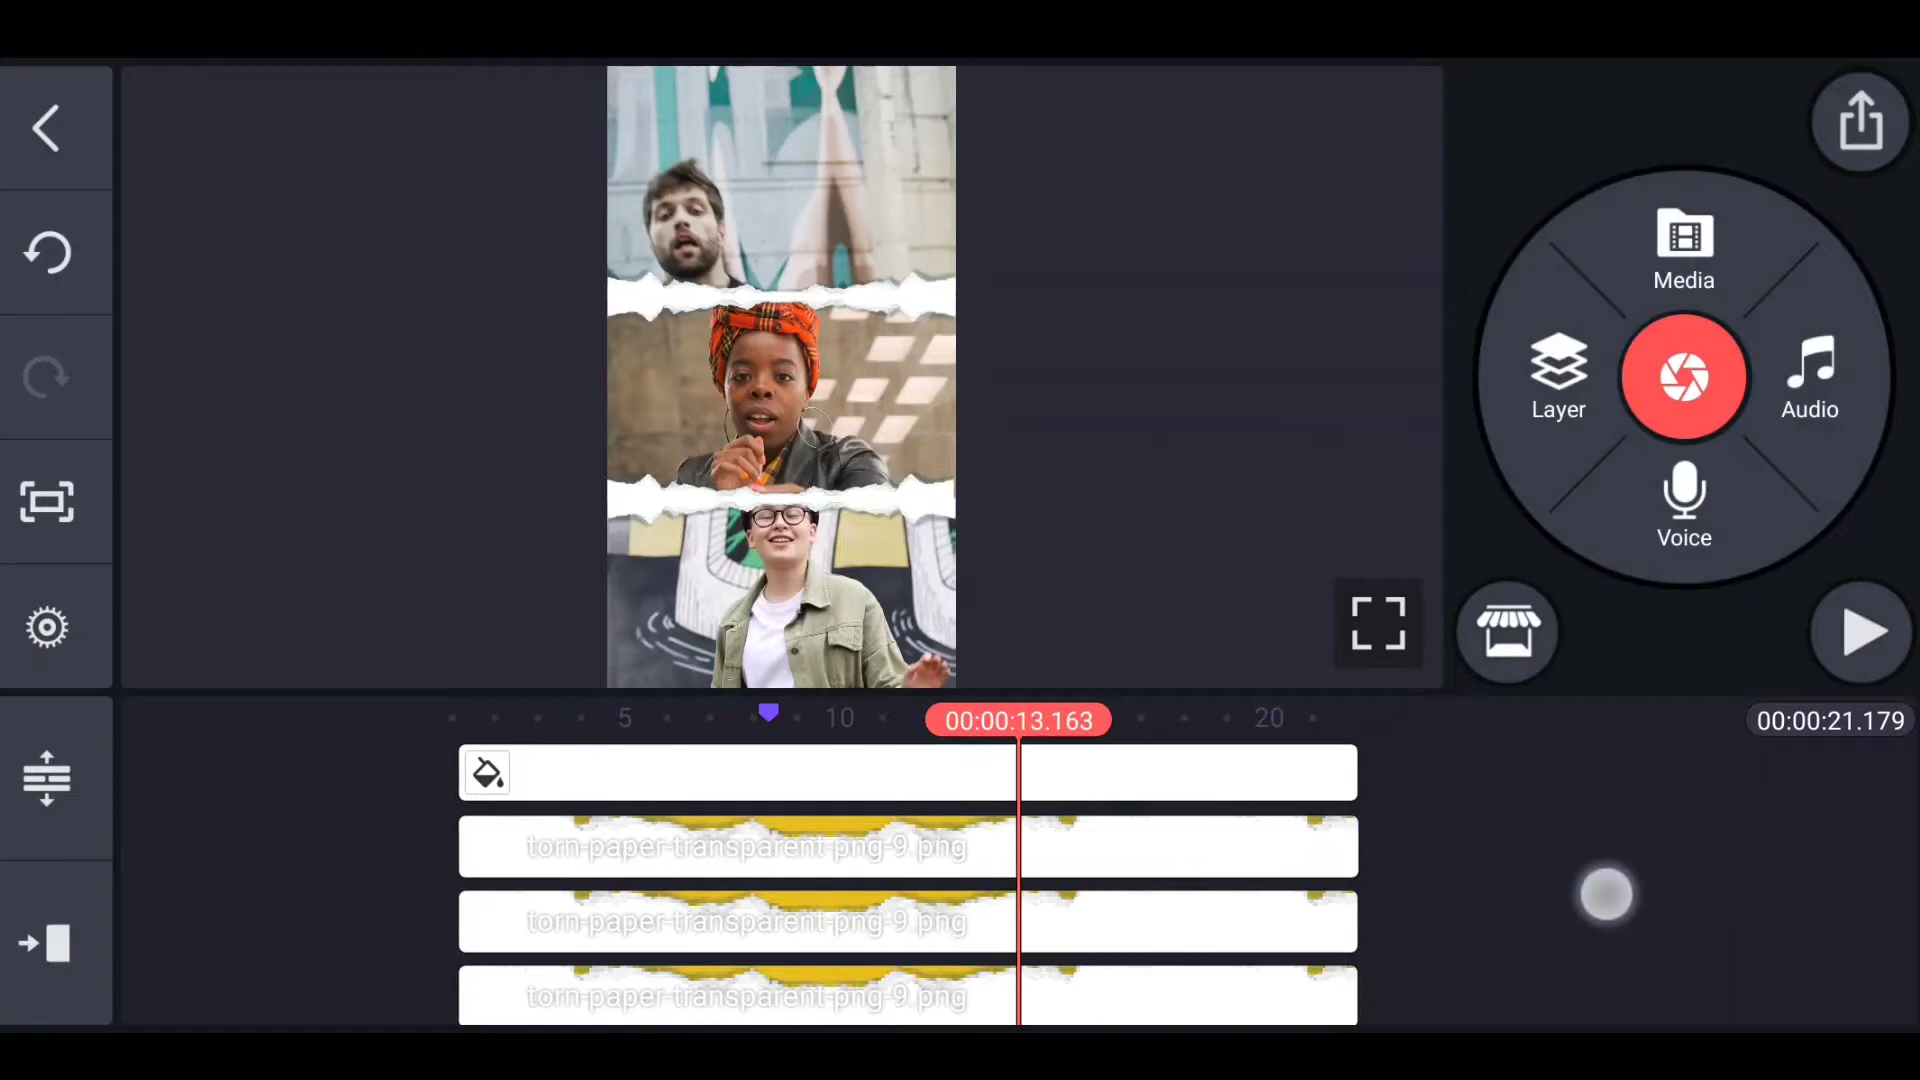 Media
Layer
Audio
Voice
5
10
00:00:13.163
20
00:00:21.179
torn-paper-transparent-png-9.png
torn-paper-transparent-png-9.png
torn-paper-transparent-png-9.png